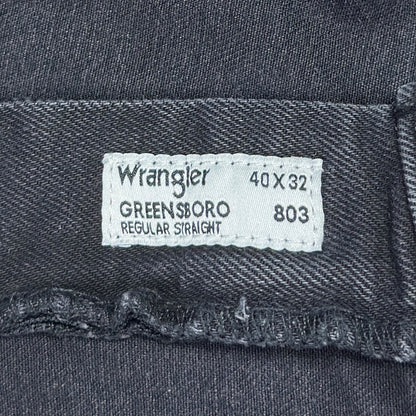 Wrangler 40 X 32
GREENSBORO 803
REGULAR STRAIGHT